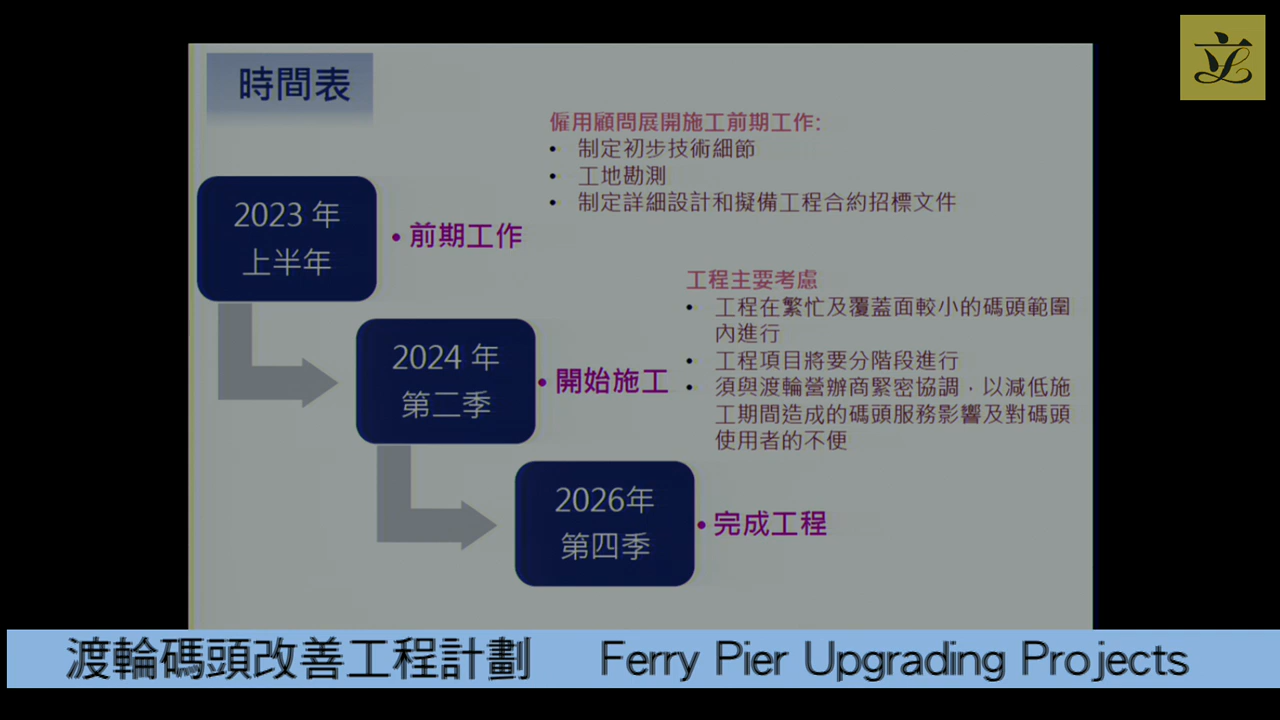 時間表
2023 年
上半年
• 前期工作
僱用顧問展開施工前期工作:
• 制定初步技術細節
• 工地勘測
• 制定詳細設計和擬備工程合約招標文件
2024 年
第二季
• 開始施工
工程主要考慮
• 工程在繁忙及覆蓋面較小的碼頭範圍
內進行
• 工程項目將要分階段進行
• 須與渡輪營辦商緊密協調，以減低施
工期間造成的碼頭服務影響及對碼頭
使用者的不便
2026年
第四季
• 完成工程
渡輪碼頭改善工程計劃 Ferry Pier Upgrading Projects